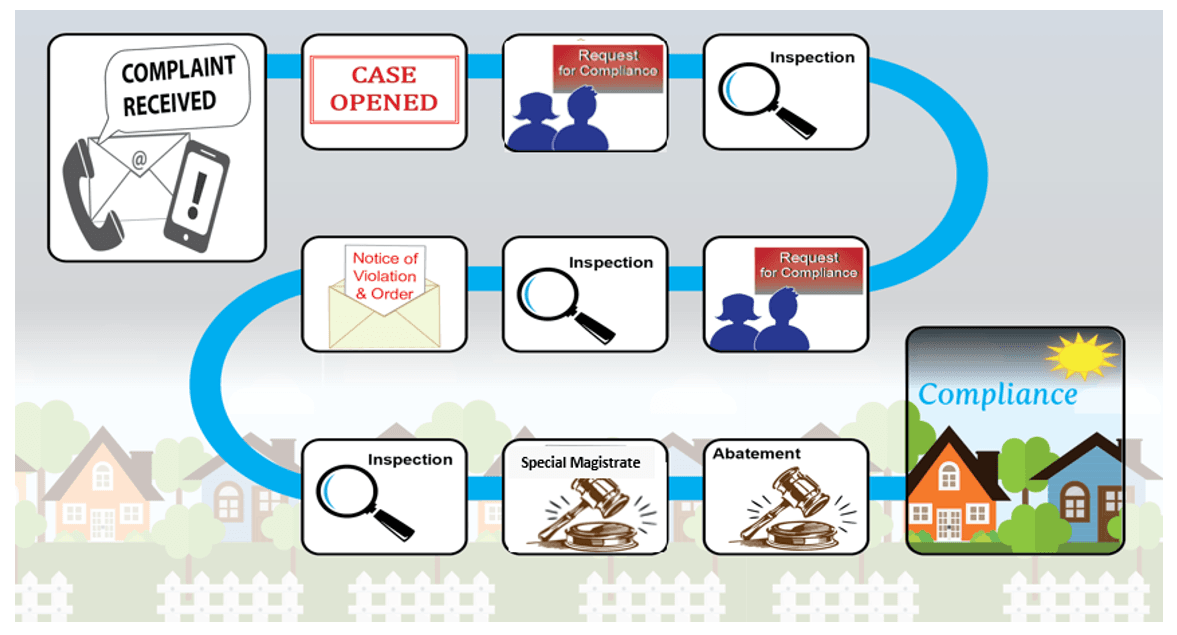 COMPLAINT
RECEIVED
@
!
CASE
OPENED
Request
for Compliance
Inspection
Request
for Compliance
Inspection
Notice of
Violation
& Order
Inspection
Special Magistrate
Abatement
Compliance